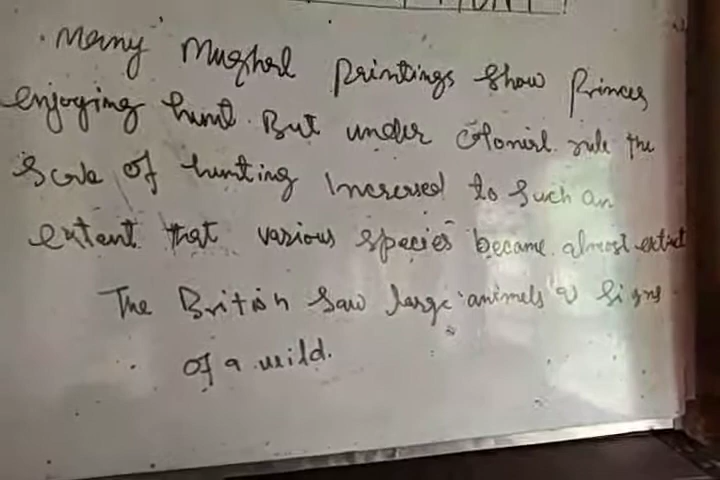 Many Mughal paintings show Princes
enjoying hunt. But under Colonial rule the
Scale of hunting Increased to Such an
extent that various species became almost extinct
The British saw large animals as signs
of a wild.